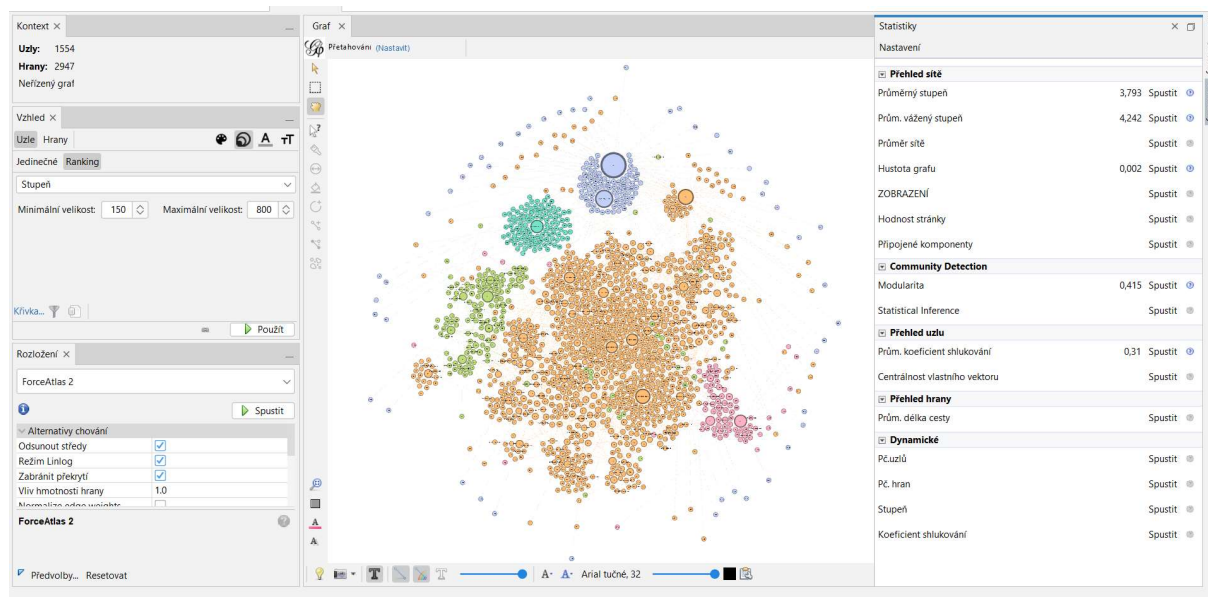 Kontext ×
Uzly: 1554
Hrany: 2947
Neřízený graf
Vzhled ×
Uzle Hrany
Jedinečné Ranking
Stupeň
Minimální velikost: 150 Maximální velikost: 800
Křivka...
Použít
Rozložení ×
ForceAtlas 2
Spustit
Alternativy chování
Odsunout středy
Režim Linlog
Zabránit překrytí
Vliv hmotnosti hrany 1.0
Normalize edge weights
ForceAtlas 2
Předvolby... Resetovat
Graf ×
Přetahování (Nastavit)
Arial tučné, 32
Statistiky ×
Nastavení
Přehled sítě
Průměrný stupeň 3,793 Spustit
Prům. vážený stupeň 4,242 Spustit
Průměr sítě Spustit
Hustota grafu 0,002 Spustit
ZOBRAZENÍ Spustit
Hodnost stránky Spustit
Připojené komponenty Spustit
Community Detection
Modularita 0,415 Spustit
Statistical Inference Spustit
Přehled uzlu
Prům. koeficient shlukování 0,31 Spustit
Centrálnost vlastního vektoru Spustit
Přehled hrany
Prům. délka cesty Spustit
Dynamické
Pč.uzlů Spustit
Pč. hran Spustit
Stupeň Spustit
Koeficient shlukování Spustit